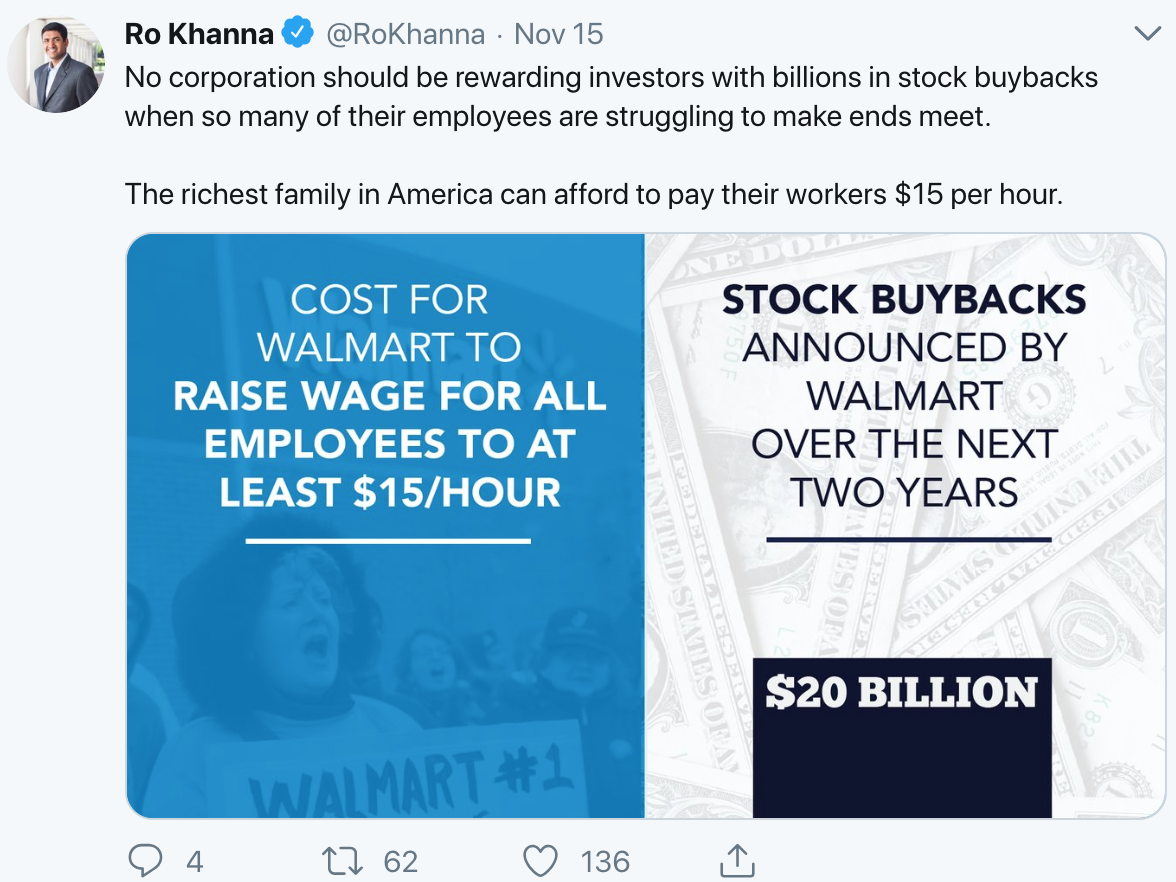 Ro Khanna @RoKhanna · Nov 15
No corporation should be rewarding investors with billions in stock buybacks
when so many of their employees are struggling to make ends meet.
The richest family in America can afford to pay their workers $15 per hour.
COST FOR
WALMART TO
RAISE WAGE FOR ALL
EMPLOYEES TO AT
LEAST $15/HOUR
WALMART #1
STOCK BUYBACKS
ANNOUNCED BY
WALMART
OVER THE NEXT
TWO YEARS
$20 BILLION
4 62 136